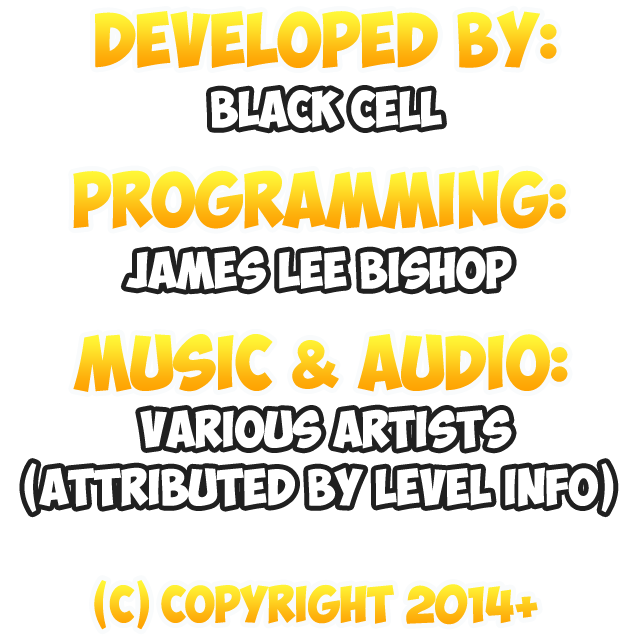 DEVELOPED BY:
BLACK CELL
PROGRAMMING:
JAMES LEE BISHOP
MUSIC & AUDIO:
VARIOUS ARTISTS
(ATTRIBUTED BY LEVEL INFO)
(C) COPYRIGHT 2014+